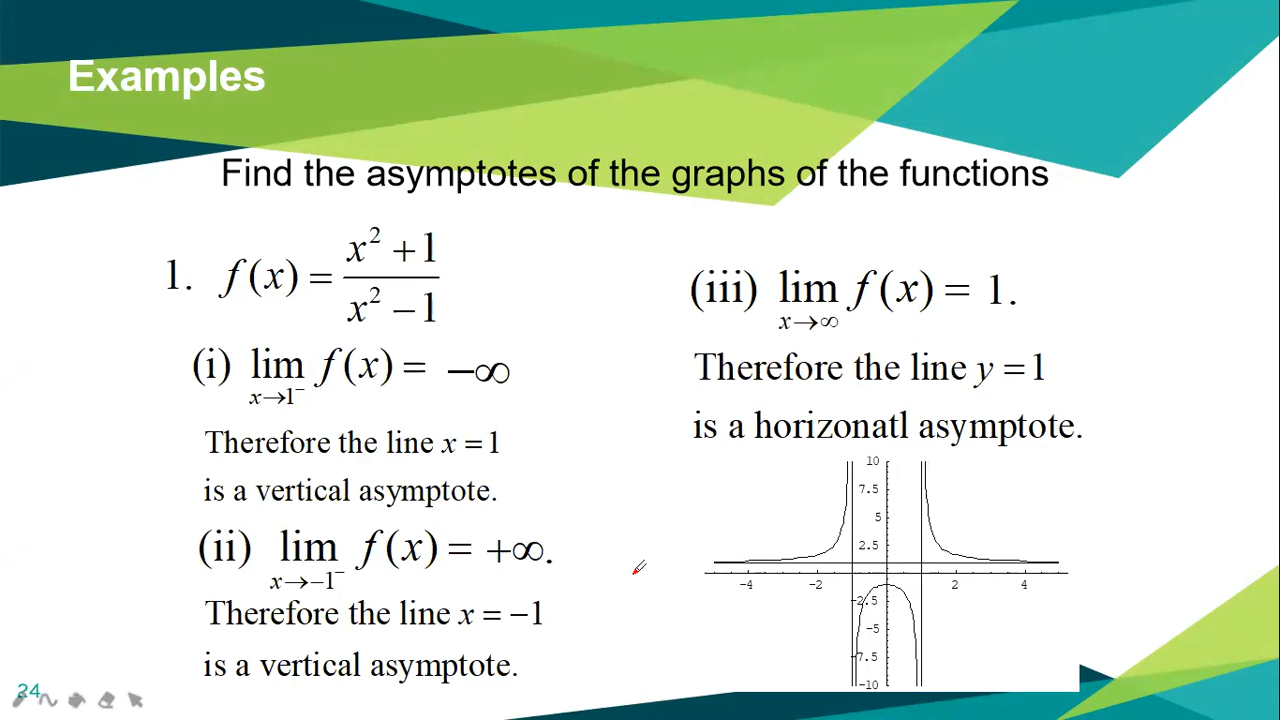 Examples
Find the asymptotes of the graphs of the functions
1. f(x) = (x² + 1)/(x² − 1)
(i) lim x→1⁻ f(x) = −∞
Therefore the line x = 1
is a vertical asymptote.
(ii) lim x→−1⁻ f(x) = +∞.
Therefore the line x = −1
is a vertical asymptote.
(iii) lim x→∞ f(x) = 1.
Therefore the line y = 1
is a horizonatl asymptote.
10
7.5
5
2.5
−4 −2 2 4
−2.5
−5
−7.5
−10
24